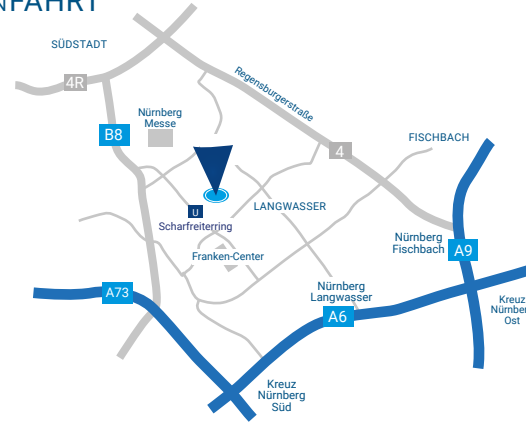 NFAHRT
SÜDSTADT
4R
Regensburgerstraße
Nürnberg
Messe
B8
4
FISCHBACH
U
LANGWASSER
Scharfreiterring
Nürnberg
Fischbach
A9
Franken-Center
A73
Nürnberg
Langwasser
A6
Kreuz
Nürnberg
Ost
Kreuz
Nürnberg
Süd